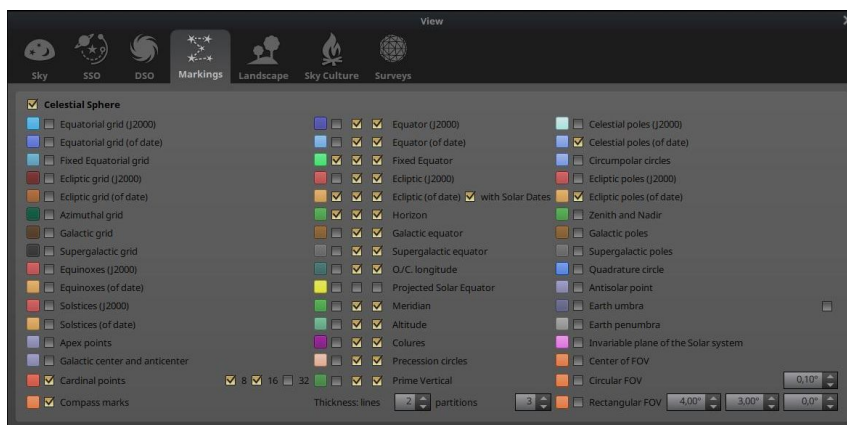 View
Sky SSO DSO Markings Landscape Sky Culture Surveys
Celestial Sphere
Equatorial grid (J2000) Equator (J2000) Celestial poles (J2000)
Equatorial grid (of date) Equator (of date) Celestial poles (of date)
Fixed Equatorial grid Fixed Equator Circumpolar circles
Ecliptic grid (J2000) Ecliptic (J2000) Ecliptic poles (J2000)
Ecliptic grid (of date) Ecliptic (of date) with Solar Dates Ecliptic poles (of date)
Azimuthal grid Horizon Zenith and Nadir
Galactic grid Galactic equator Galactic poles
Supergalactic grid Supergalactic equator Supergalactic poles
Equinoxes (J2000) O./C. longitude Quadrature circle
Equinoxes (of date) Projected Solar Equator Antisolar point
Solstices (J2000) Meridian Earth umbra
Solstices (of date) Altitude Earth penumbra
Apex points Colures Invariable plane of the Solar system
Galactic center and anticenter Precession circles Center of FOV
Cardinal points 8 16 32 Prime Vertical Circular FOV 0,10°
Compass marks Thickness: lines 2 partitions 3 Rectangular FOV 4,00° 3,00° 0,0°